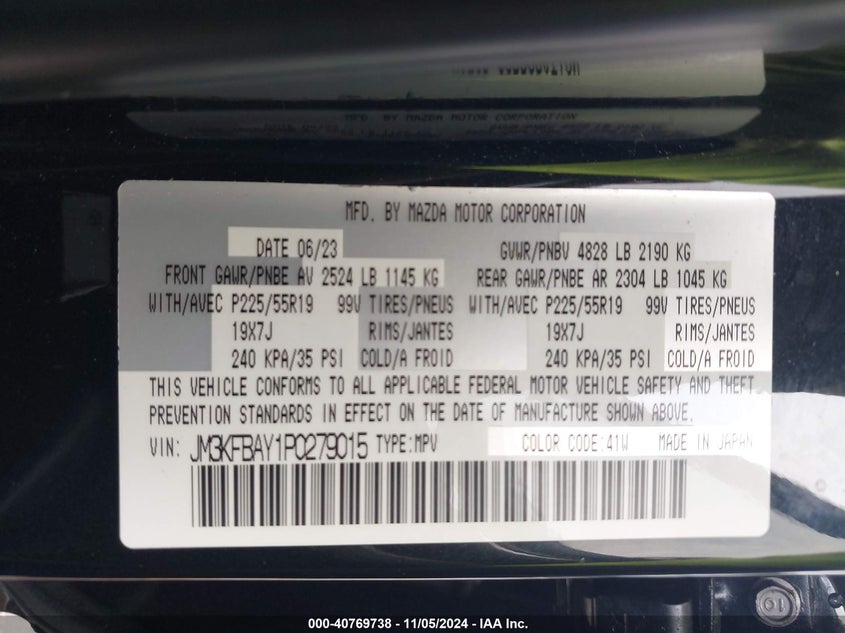 MFD. BY MAZDA MOTOR CORPORATION
MFD. BY MAZDA MOTOR CORPORATION
DATE 06/23 GVWR/PNBV 4828 LB 2190 KG
FRONT GAWR/PNBE AV 2524 LB 1145 KG REAR GAWR/PNBE AR 2304 LB 1045 KG
WITH/AVEC P225/55R19 99V TIRES/PNEUS WITH/AVEC P225/55R19 99V TIRES/PNEUS
19X7J RIMS/JANTES 19X7J RIMS/JANTES
240 KPA/35 PSI COLD/A FROID 240 KPA/35 PSI COLD/A FROID
THIS VEHICLE CONFORMS TO ALL APPLICABLE FEDERAL MOTOR VEHICLE SAFETY AND THEFT
PREVENTION STANDARDS IN EFFECT ON THE DATE OF MANUFACTURE SHOWN ABOVE.
VIN: JM3KFBAY1P0279015 TYPE:MPV COLOR CODE:41W MADE IN JAPAN
000-40769738 - 11/05/2024 - IAA Inc.